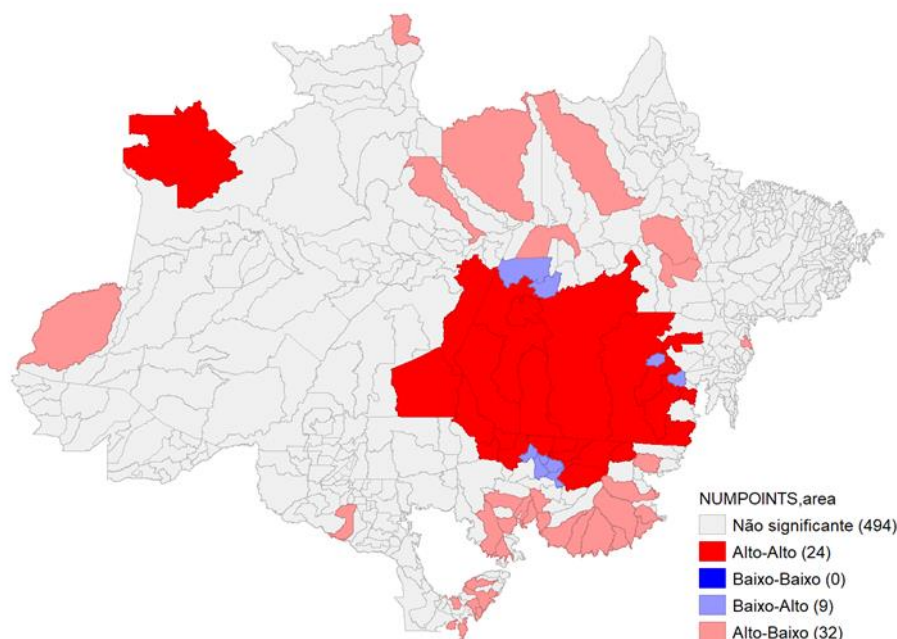 NUMPOINTS,area
Não significante (494)
Alto-Alto (24)
Baixo-Baixo (0)
Baixo-Alto (9)
Alto-Baixo (32)